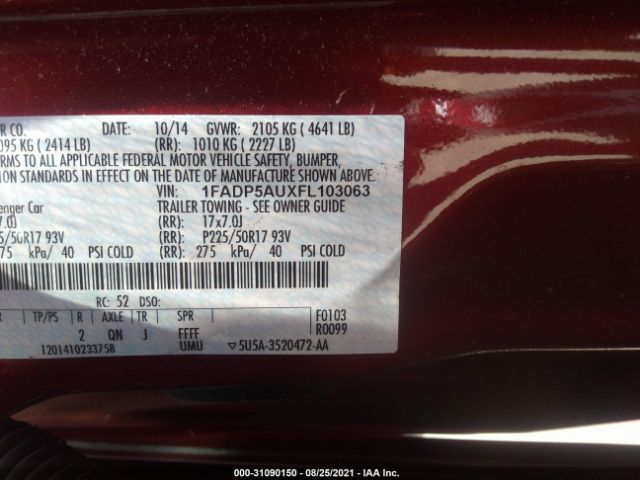 R CO. DATE: 10/14 GVWR: 2105 KG ( 4641 LB)
095 KG ( 2414 LB) (RR): 1010 KG ( 2227 LB)
RMS TO ALL APPLICABLE FEDERAL MOTOR VEHICLE SAFETY, BUMPER,
STANDARDS IN EFFECT ON THE DATE OF MANUFACTURE SHOWN ABOVE.
VIN: 1FADP5AUXFL103063
enger Car TRAILER TOWING - SEE OWNER GUIDE
7.0J (RR): 17x7.0J
5/50R17 93V (RR): P225/50R17 93V
75 kPa/ 40 PSI COLD (RR): 275 kPa/ 40 PSI COLD
RC: 52 DSO:
R TP/PS R AXLE TR SPR F0103
2 QN J FFFF R0099
1201410233758 UMU ▽5U5A-3520472-AA
000-31090150 - 08/25/2021 - IAA Inc.